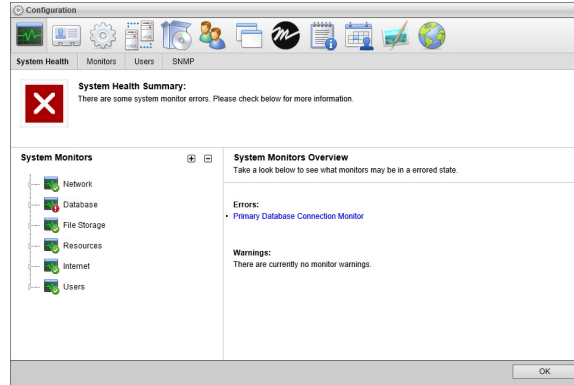 Configuration
System Health Monitors Users SNMP
System Health Summary:
There are some system monitor errors. Please check below for more information.
System Monitors
Network
Database
File Storage
Resources
Internet
Users
System Monitors Overview
Take a look below to see what monitors may be in a errored state.
Errors:
Primary Database Connection Monitor
Warnings:
There are currently no monitor warnings.
OK